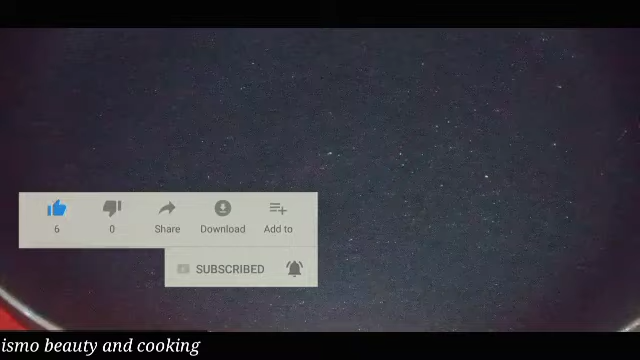 6
0
Share
Download
Add to
SUBSCRIBED
ismo beauty and cooking